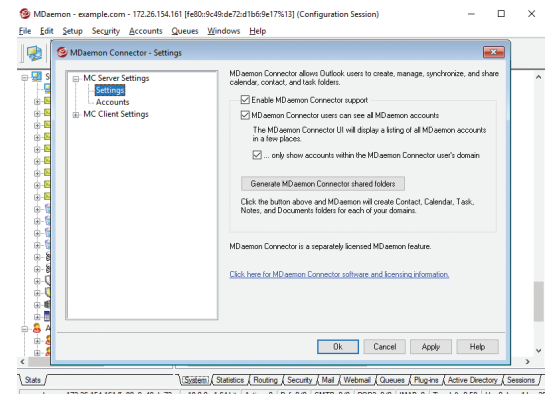 MDaemon - example.com - 172.26.154.161 [fe80::9c49:de72:d1b6:9e17%13] (Configuration Session)
File Edit Setup Security Accounts Queues Windows Help
MDaemon Connector - Settings
MC Server Settings
Settings
Accounts
MC Client Settings
MDaemon Connector allows Outlook users to create, manage, synchronize, and share
calendar, contact, and task folders.
Enable MDaemon Connector support
MDaemon Connector users can see all MDaemon accounts
The MDaemon Connector UI will display a listing of all MDaemon accounts
in a few places.
... only show accounts within the MDaemon Connector user's domain
Generate MDaemon Connector shared folders
Click the button above and MDaemon will create Contact, Calendar, Task,
Notes, and Documents folders for each of your domains.
MDaemon Connector is a separately licensed MDaemon feature.
Click here for MDaemon Connector software and licensing information.
Ok Cancel Apply Help
Stats System Statistics Routing Security Mail Webmail Queues Plug-ins Active Directory Sessions